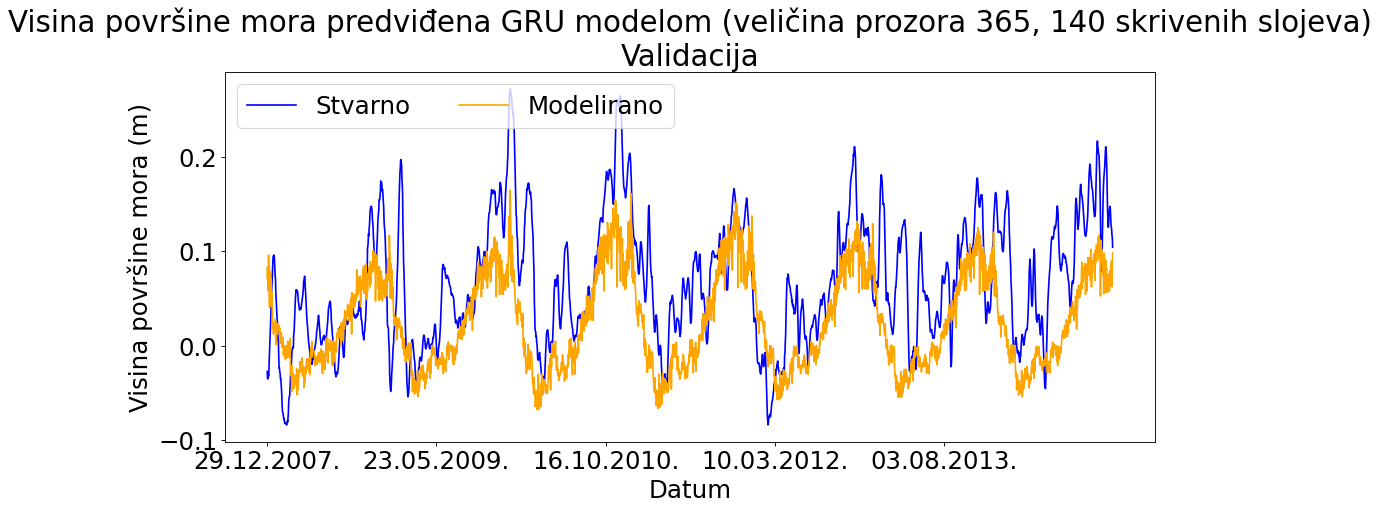 Visina površine mora predviđena GRU modelom (veličina prozora 365, 140 skrivenih slojeva)
Validacija
Stvarno
Modelirano
Visina površine mora (m)
0.2
0.1
0.0
−0.1
29.12.2007.
23.05.2009.
16.10.2010.
10.03.2012.
03.08.2013.
Datum